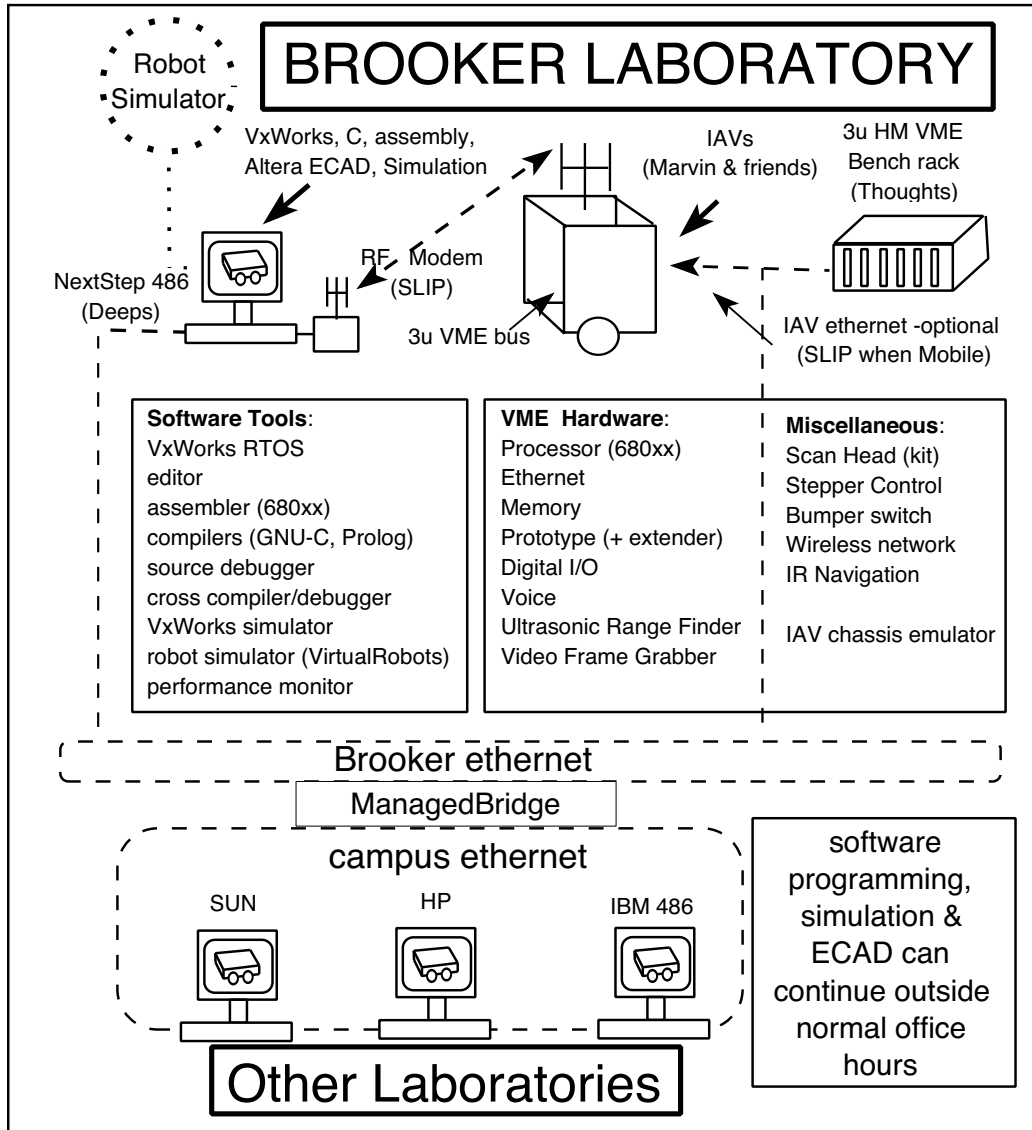 Robot
Simulator
BROOKER LABORATORY
VxWorks, C, assembly,
Altera ECAD, Simulation
IAVs
(Marvin & friends)
3u HM VME
Bench rack
(Thoughts)
NextStep 486
(Deeps)
RF Modem
(SLIP)
3u VME bus
IAV ethernet -optional
(SLIP when Mobile)
Software Tools:
VxWorks RTOS
editor
assembler (680xx)
compilers (GNU-C, Prolog)
source debugger
cross compiler/debugger
VxWorks simulator
robot simulator (VirtualRobots)
performance monitor
VME Hardware:
Processor (680xx)
Ethernet
Memory
Prototype (+ extender)
Digital I/O
Voice
Ultrasonic Range Finder
Video Frame Grabber
Miscellaneous:
Scan Head (kit)
Stepper Control
Bumper switch
Wireless network
IR Navigation
IAV chassis emulator
Brooker ethernet
ManagedBridge
campus ethernet
SUN
HP
IBM 486
software
programming,
simulation &
ECAD can
continue outside
normal office
hours
Other Laboratories